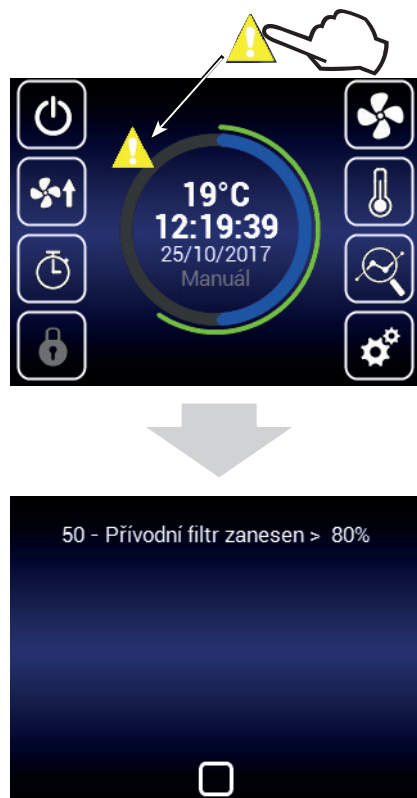 19°C
12:19:39
25/10/2017
Manuál
50 - Přívodní filtr zanesen > 80%